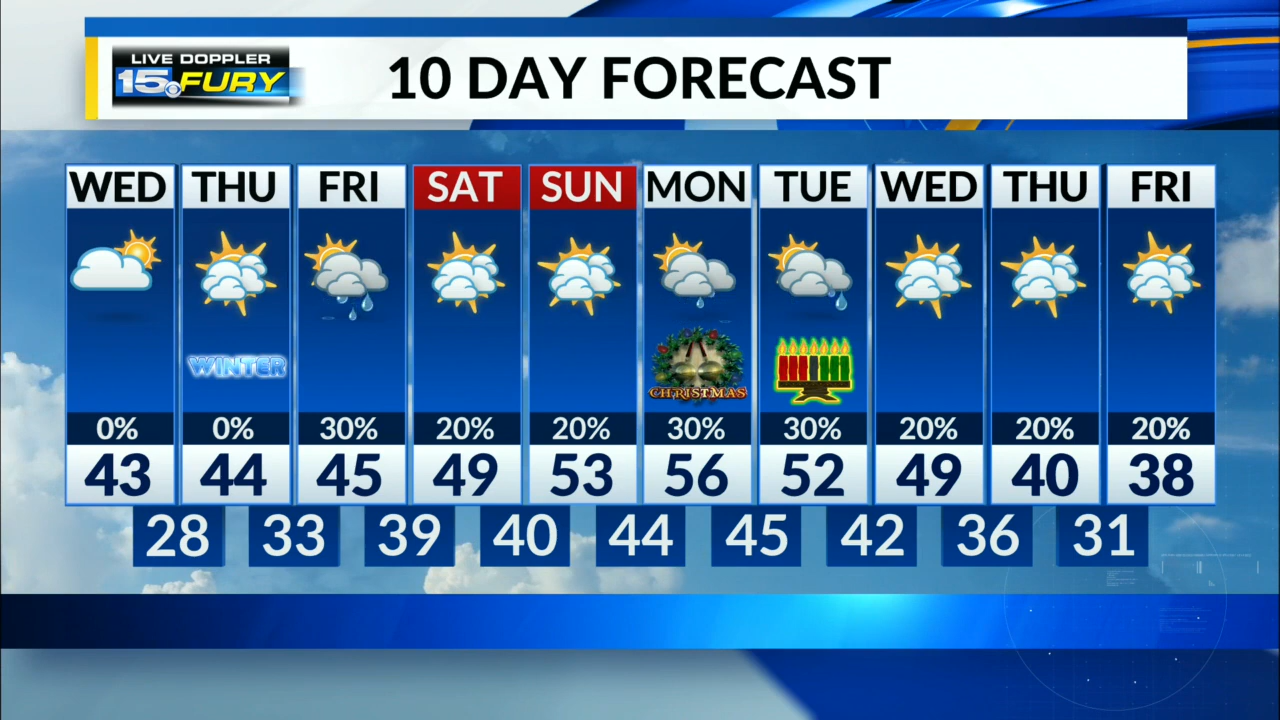 LIVE DOPPLER
15 FURY
10 DAY FORECAST
WED THU FRI SAT SUN MON TUE WED THU FRI
WINTER
CHRISTMAS
0% 0% 30% 20% 20% 30% 30% 20% 20% 20%
43 44 45 49 53 56 52 49 40 38
28 33 39 40 44 45 42 36 31